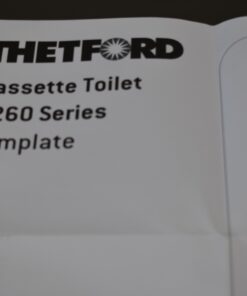 THETFORD
assette Toilet
260 Series
mplate